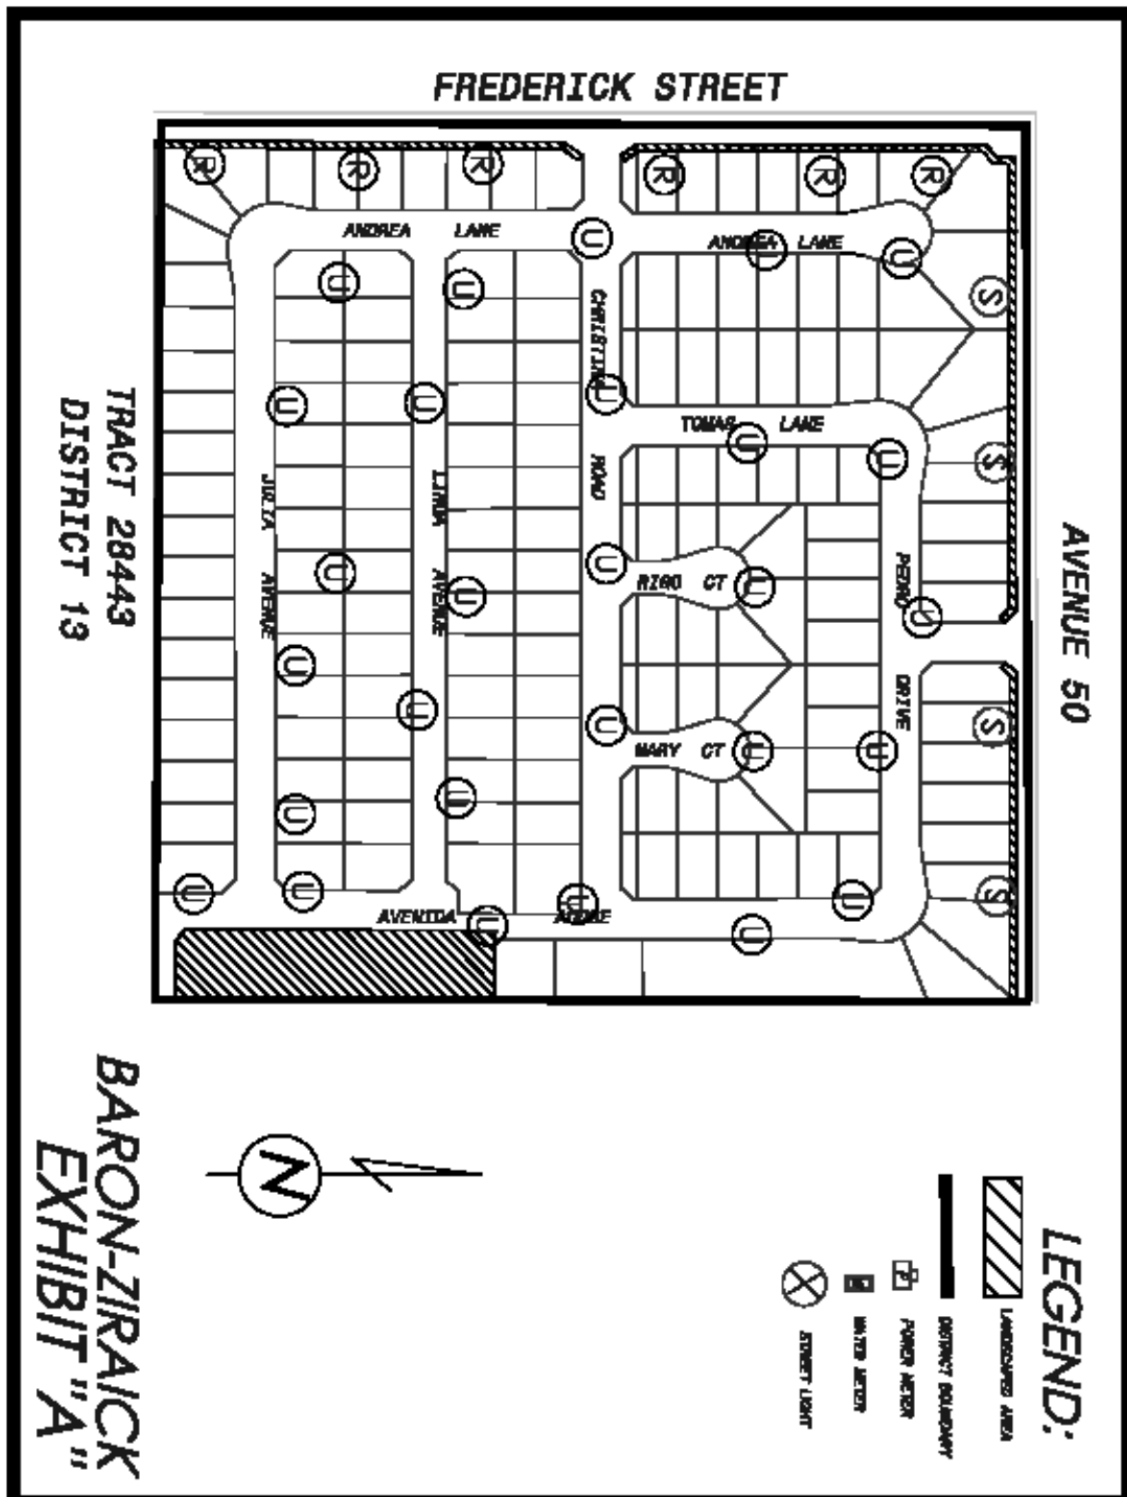 FREDERICK STREET
AVENUE 50
TRACT 28443
DISTRICT 19
R
R
R
R
R
R
ANDREA LANE
ANDREA LANE
U
U
U
U
U
S
CHRISTINA ROAD
U
U
U
TOMAS LANE
U
U
S
JULIA AVENUE
LINDA AVENUE
PEDRO DRIVE
U
U
U
RIGO CT
U
U
U
U
U
MARY CT
U
U
S
U
U
U
U
U
U
S
AVENIDA ADOBE
U
U
N
LEGEND:
LANDSCAPED AREA
DISTRICT BOUNDARY
P
POWER METER
WATER METER
STREET LIGHT
BARON-ZIRAICK
EXHIBIT "A"